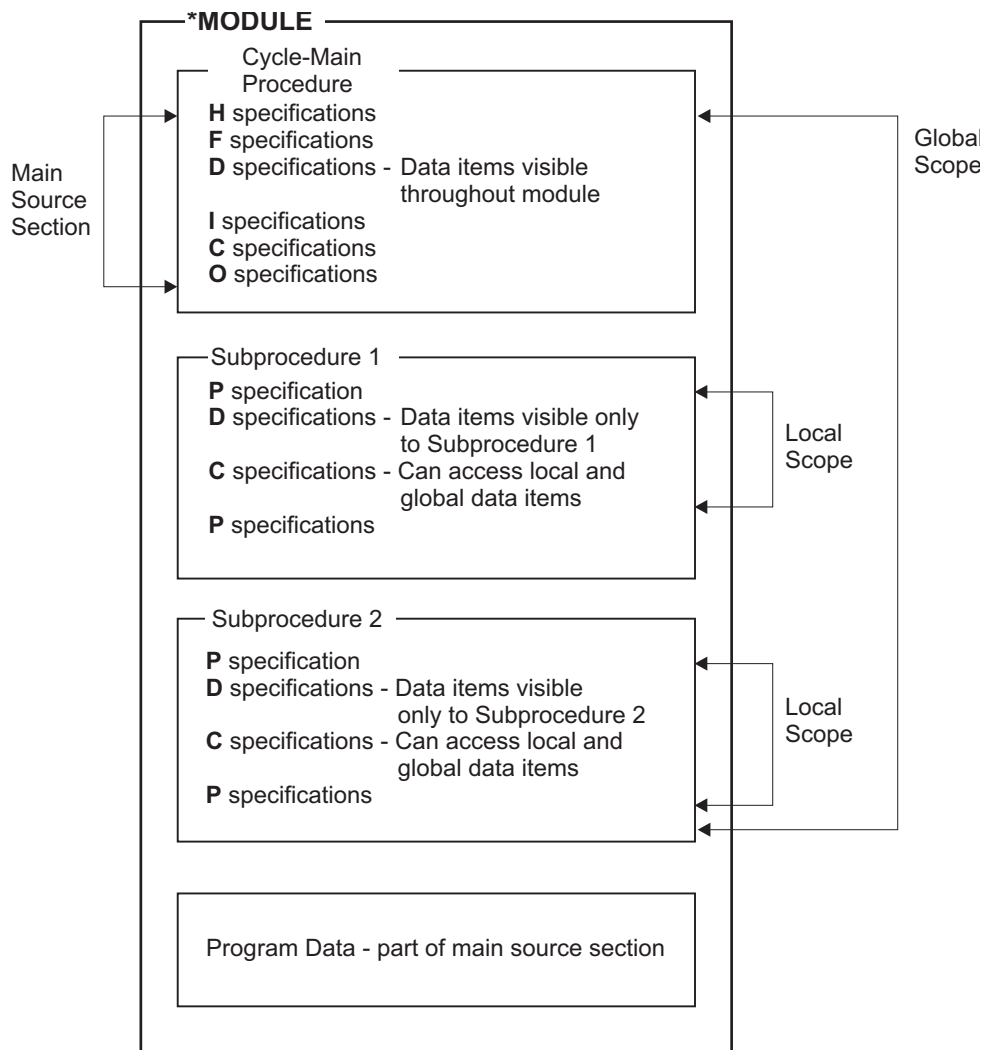 *MODULE
Cycle-Main
Procedure
H specifications
F specifications
D specifications - Data items visible
throughout module
I specifications
C specifications
O specifications
Main
Source
Section
Global
Scope
Subprocedure 1
P specification
D specifications - Data items visible only
to Subprocedure 1
C specifications - Can access local and
global data items
P specifications
Local
Scope
Subprocedure 2
P specification
D specifications - Data items visible
only to Subprocedure 2
C specifications - Can access local and
global data items
P specifications
Local
Scope
Program Data - part of main source section